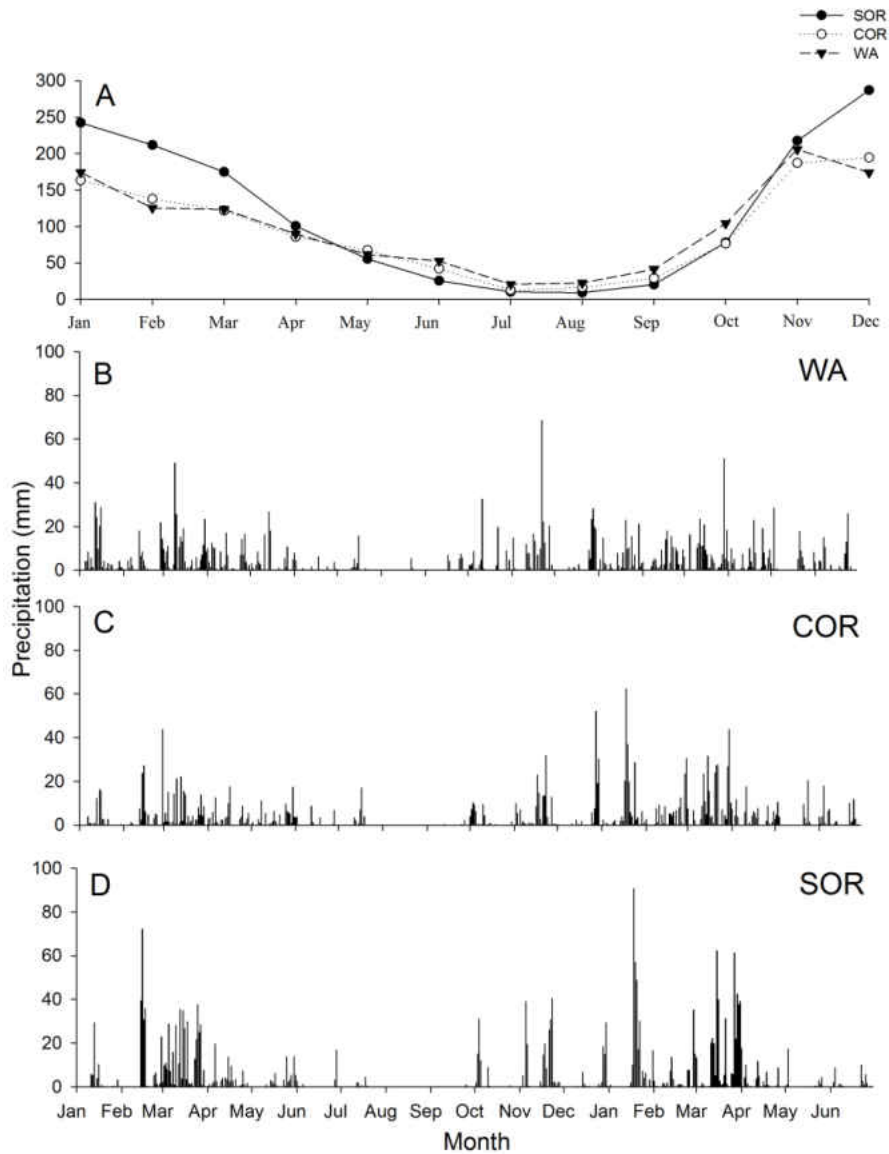 SOR
COR
WA
A
300
250
200
150
100
50
0
Jan Feb Mar Apr May Jun Jul Aug Sep Oct Nov Dec
B
WA
100
80
60
40
20
0
Precipitation (mm)
C
COR
100
80
60
40
20
0
D
SOR
100
80
60
40
20
0
Jan Feb Mar Apr May Jun Jul Aug Sep Oct Nov Dec Jan Feb Mar Apr May Jun
Month